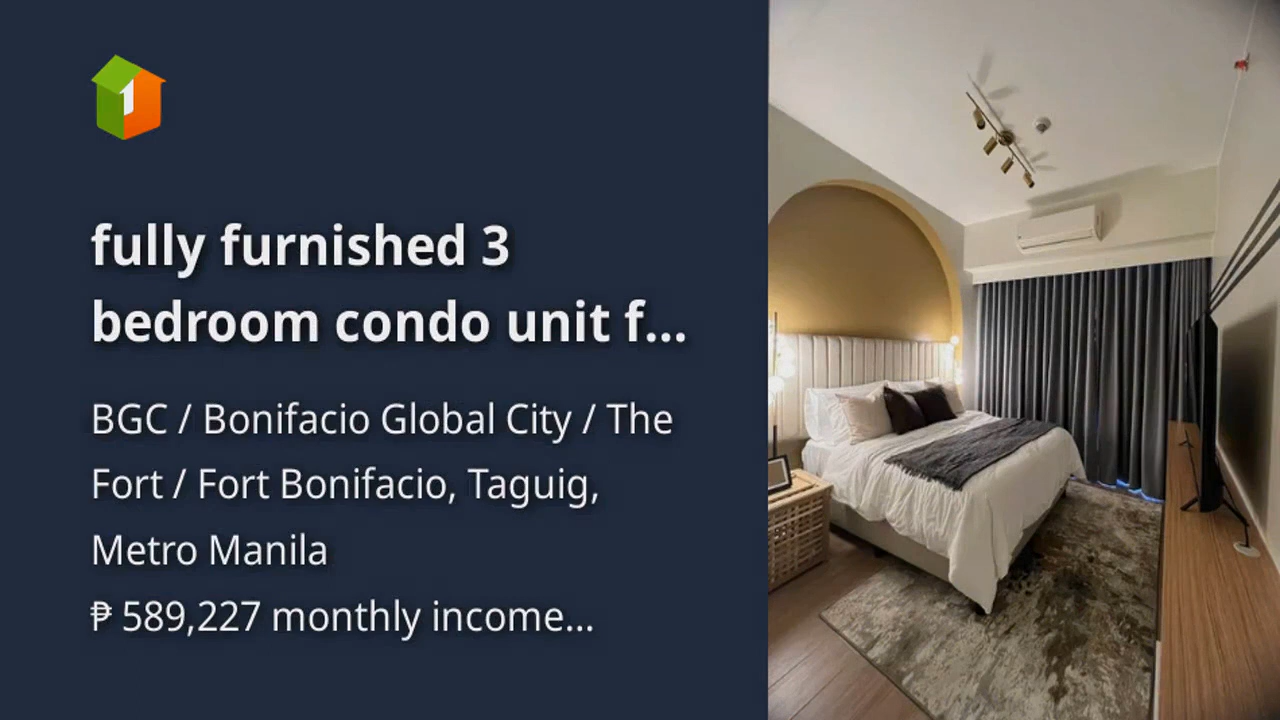 fully furnished 3
bedroom condo unit f...
BGC / Bonifacio Global City / The
Fort / Fort Bonifacio, Taguig,
Metro Manila
₱ 589,227 monthly income...